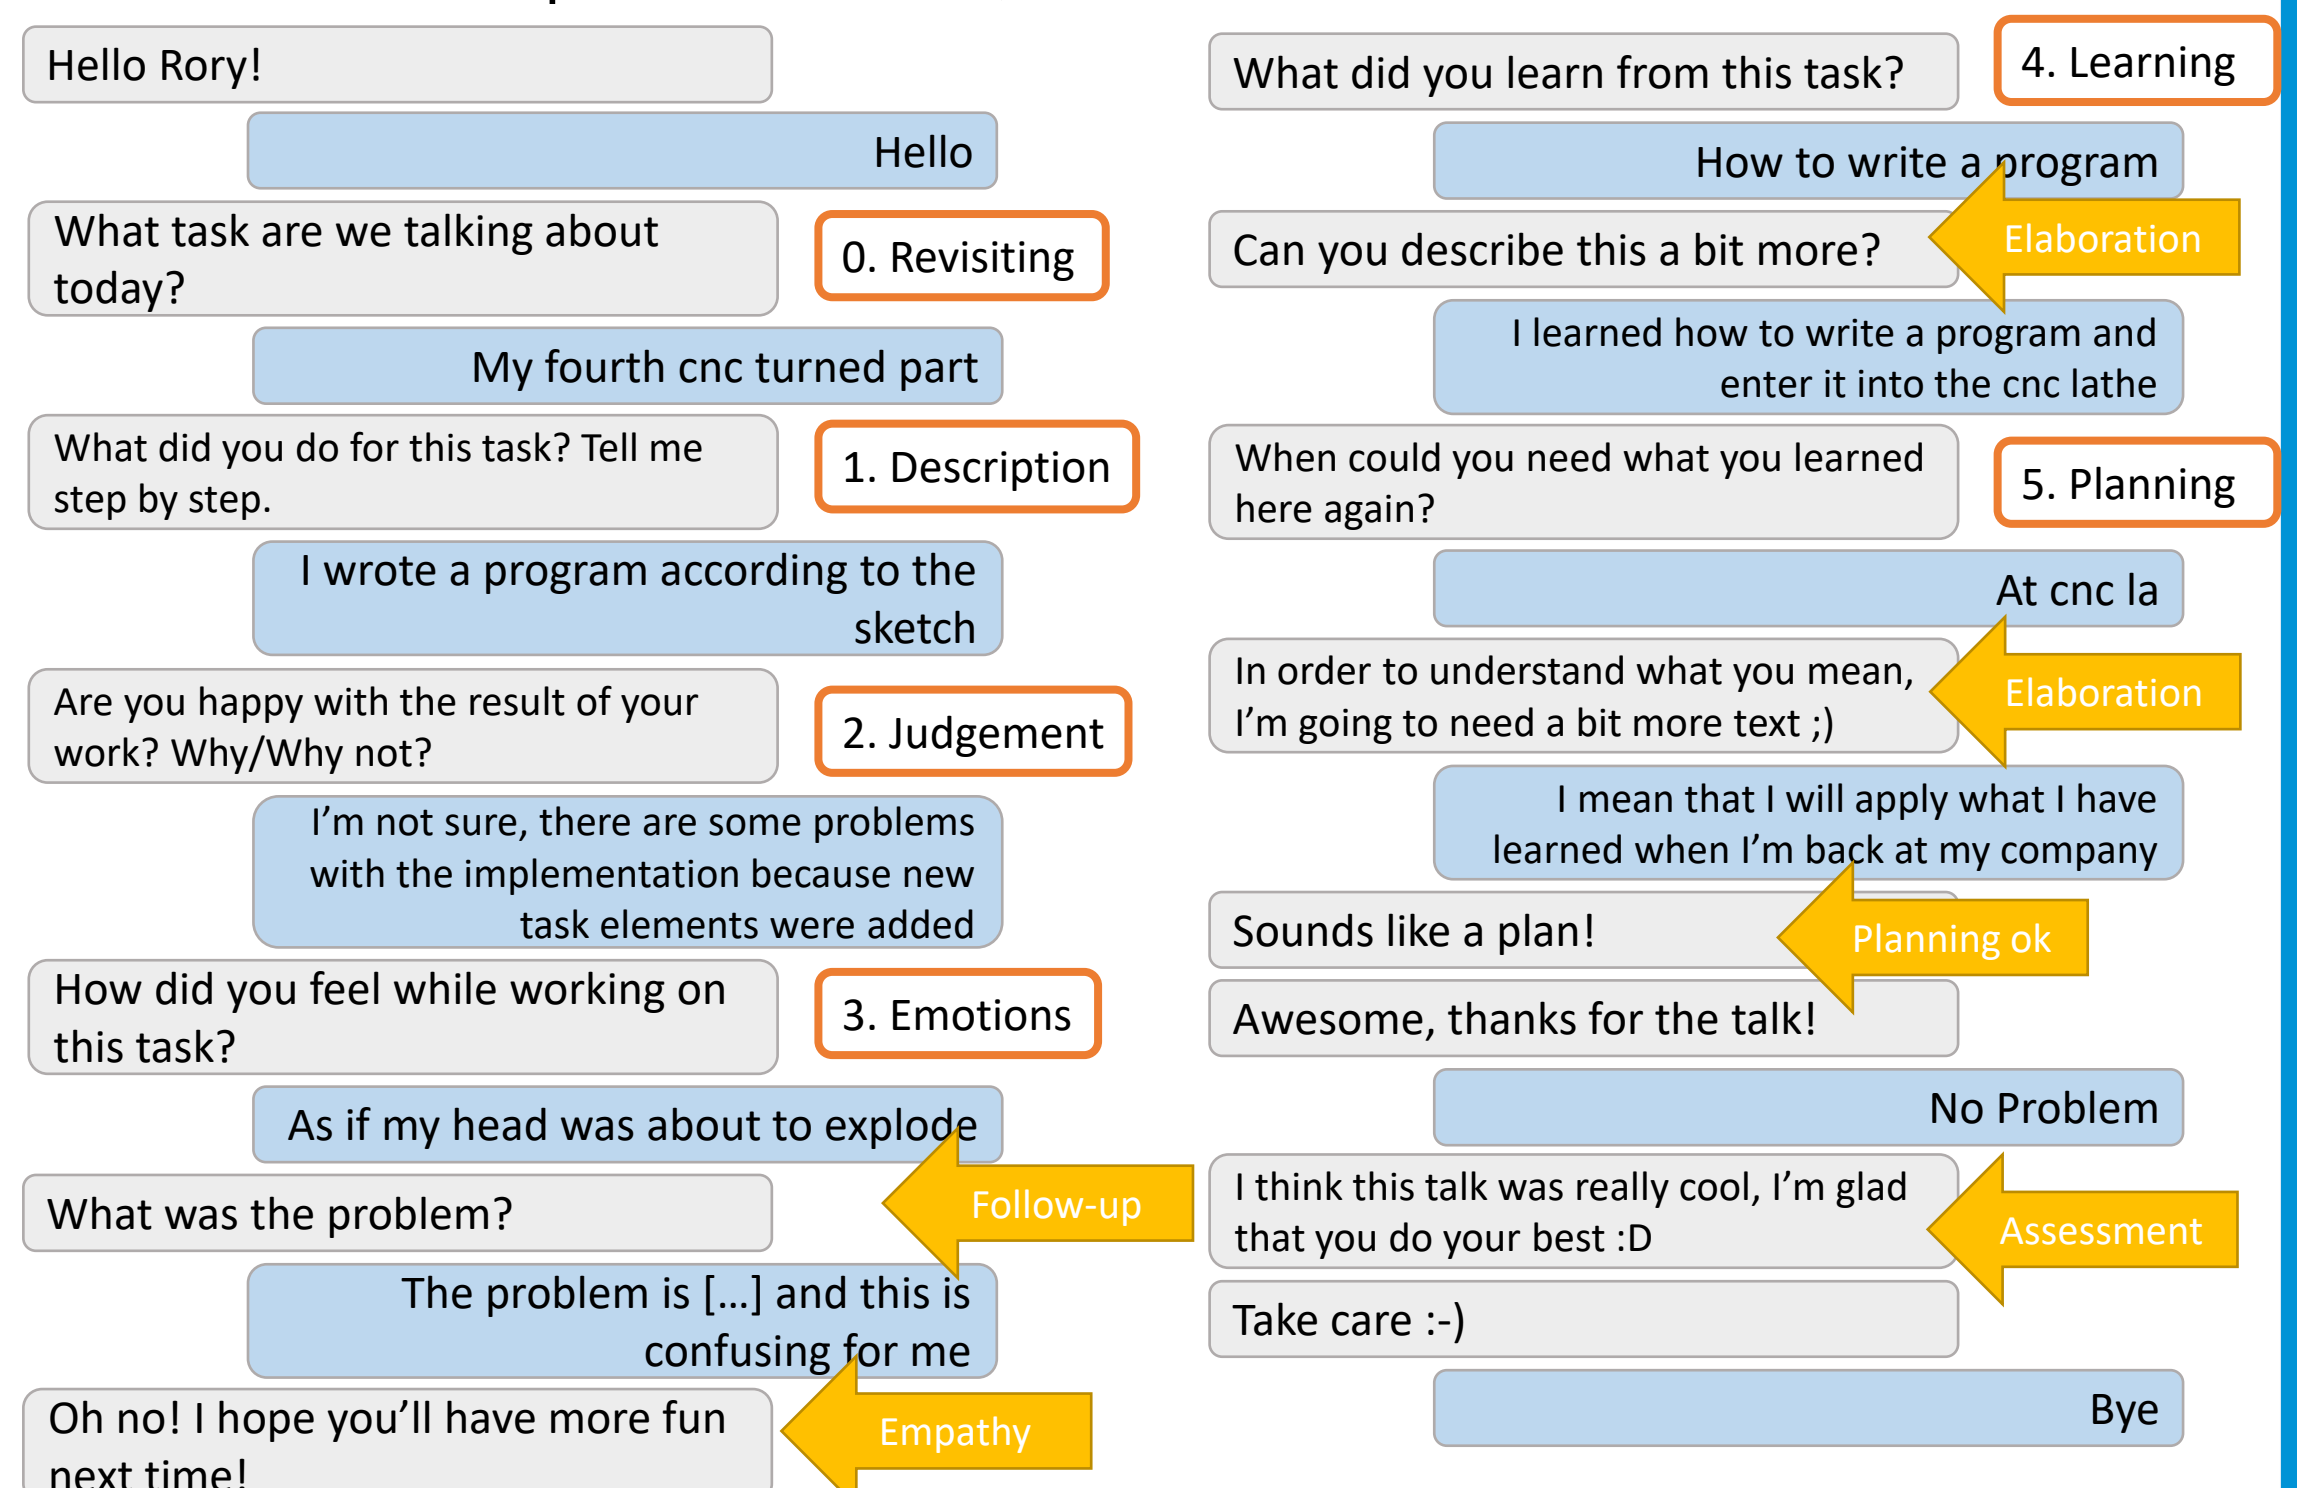 Hello Rory!
Hello
What task are we talking about
today?
0. Revisiting
My fourth cnc turned part
What did you do for this task? Tell me
step by step.
1. Description
I wrote a program according to the
sketch
Are you happy with the result of your
work? Why/Why not?
2. Judgement
I'm not sure, there are some problems
with the implementation because new
task elements were added
How did you feel while working on
this task?
3. Emotions
As if my head was about to explode
What was the problem?
Follow-up
The problem is [...] and this is
confusing for me
Oh no! I hope you'll have more fun
next time!
Empathy
What did you learn from this task?
4. Learning
How to write a program
Can you describe this a bit more?
Elaboration
I learned how to write a program and
enter it into the cnc lathe
When could you need what you learned
here again?
5. Planning
At cnc la
In order to understand what you mean,
I'm going to need a bit more text ;)
Elaboration
I mean that I will apply what I have
learned when I'm back at my company
Sounds like a plan!
Planning ok
Awesome, thanks for the talk!
No Problem
I think this talk was really cool, I'm glad
that you do your best :D
Assessment
Take care :-)
Bye